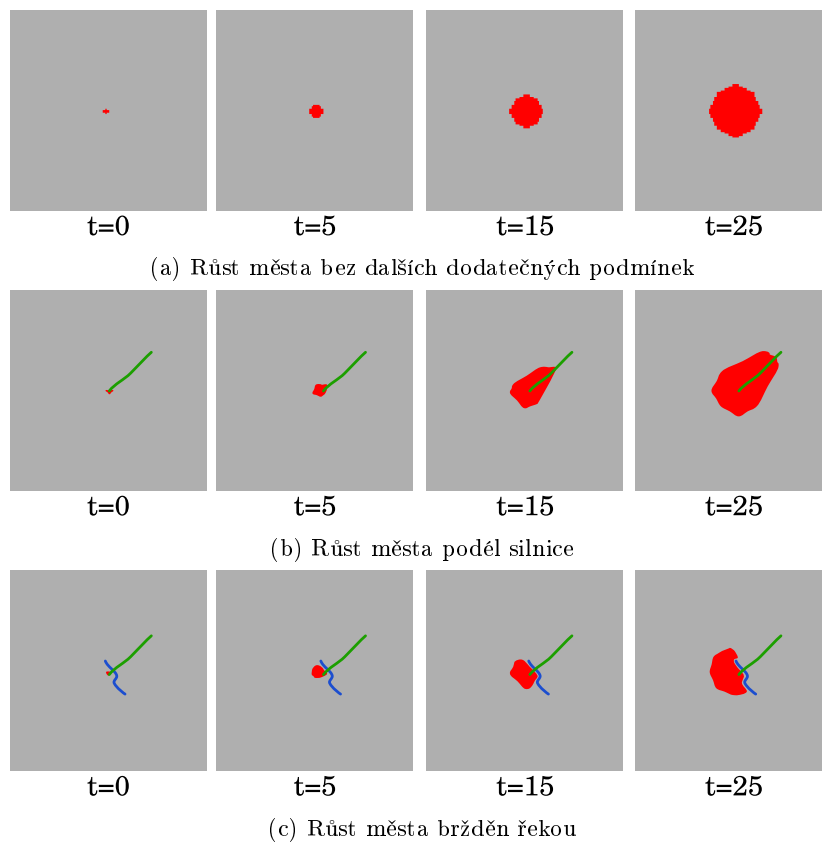 t=0 t=5 t=15 t=25
(a) Růst města bez dalších dodatečných podmínek
t=0 t=5 t=15 t=25
(b) Růst města podél silnice
t=0 t=5 t=15 t=25
(c) Růst města bržděn řekou